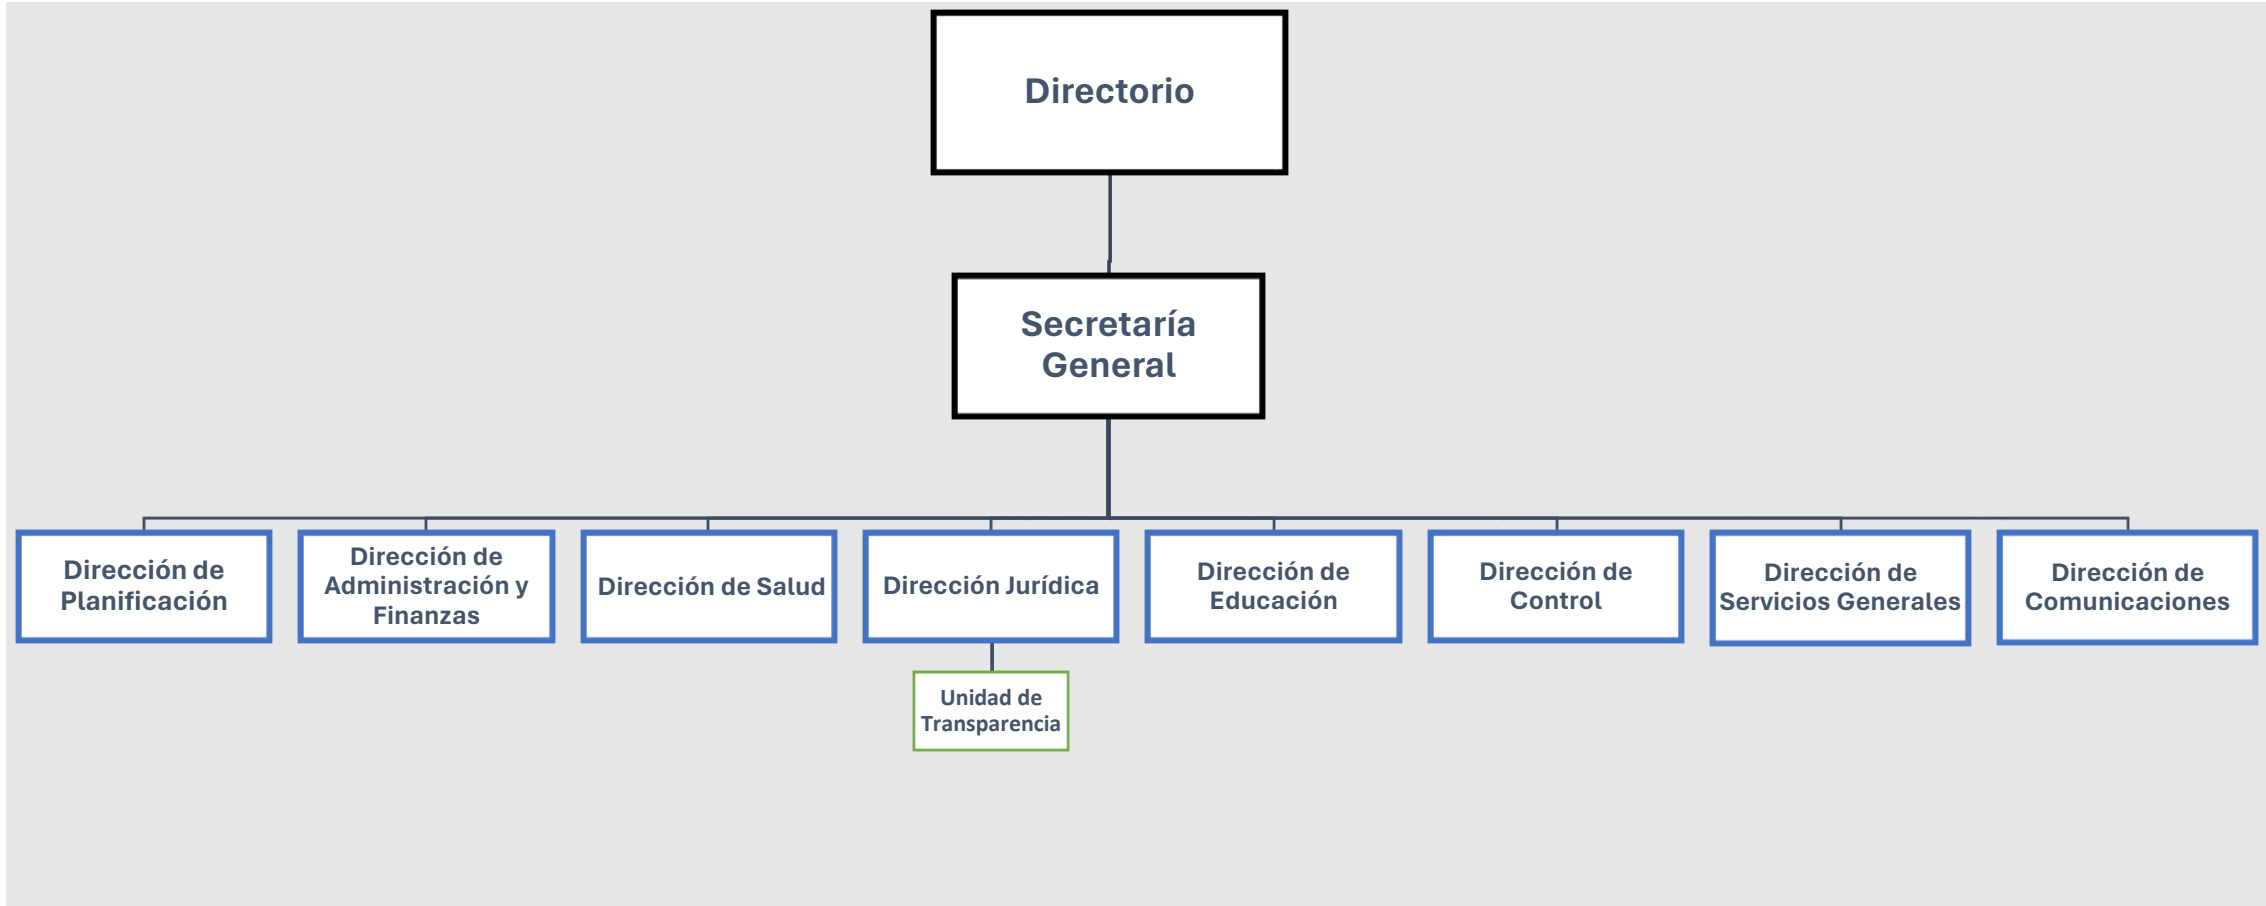 Directorio
Secretaría
General
Dirección de
Planificación
Dirección de
Administración y
Finanzas
Dirección de Salud
Dirección Jurídica
Dirección de
Educación
Dirección de
Control
Dirección de
Servicios Generales
Dirección de
Comunicaciones
Unidad de
Transparencia